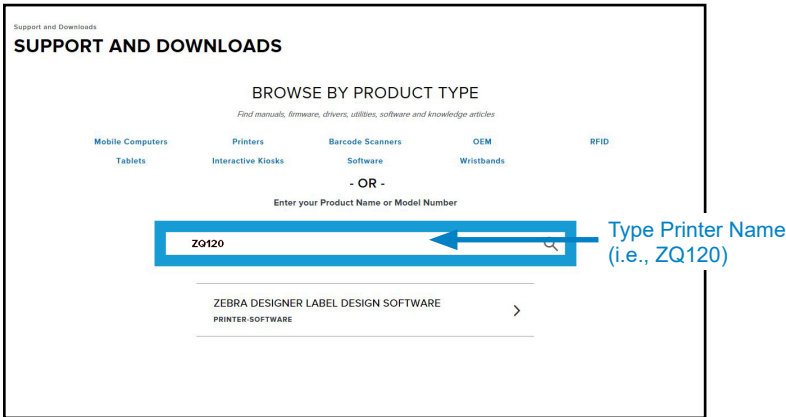 Support and Downloads
SUPPORT AND DOWNLOADS
BROWSE BY PRODUCT TYPE
Find manuals, firmware, drivers, utilities, software and knowledge articles
Mobile Computers Printers Barcode Scanners OEM RFID
Tablets Interactive Kiosks Software Wristbands
- OR -
Enter your Product Name or Model Number
ZQ120
Type Printer Name
(i.e., ZQ120)
ZEBRA DESIGNER LABEL DESIGN SOFTWARE
PRINTER-SOFTWARE